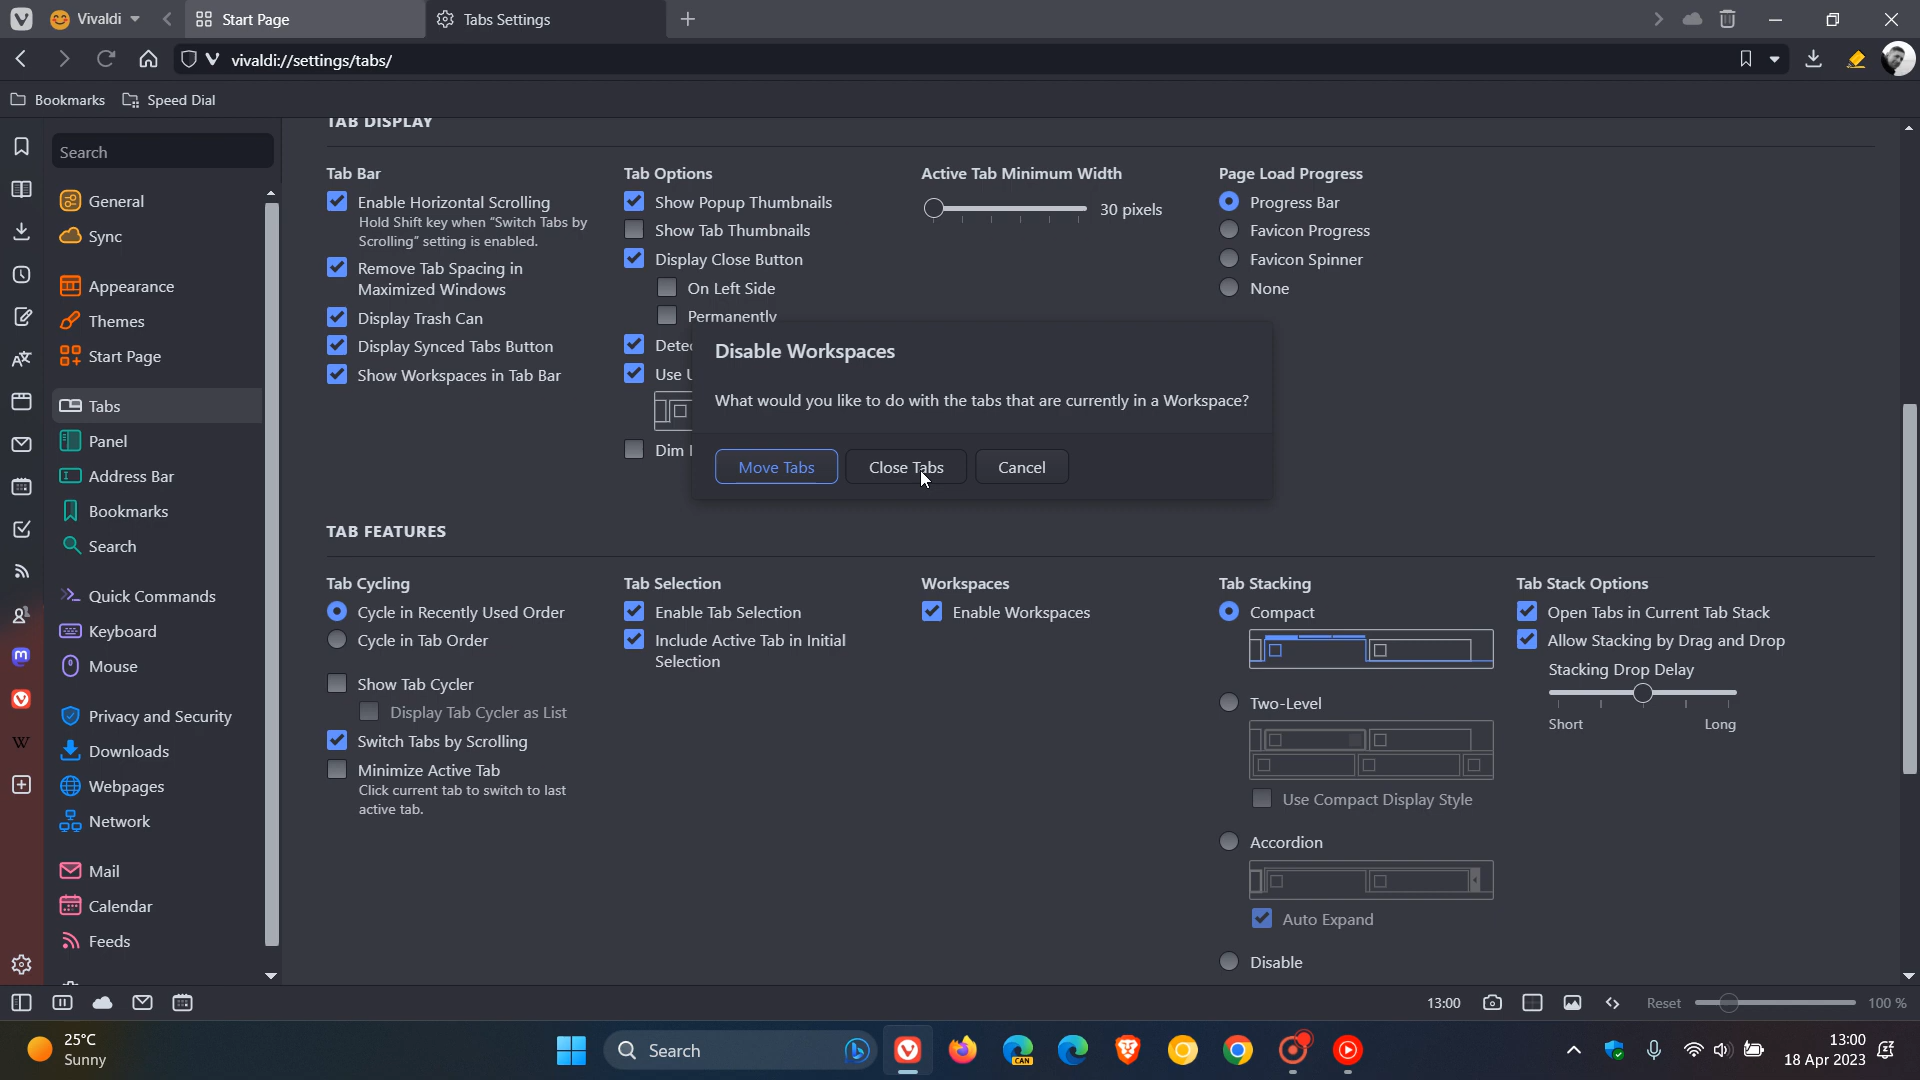 Vivaldi
Start Page
Tabs Settings
vivaldi://settings/tabs/
Bookmarks
Speed Dial
Search
General
Sync
Appearance
Themes
Start Page
Tabs
Panel
Address Bar
Bookmarks
Search
Quick Commands
Keyboard
Mouse
Privacy and Security
Downloads
Webpages
Network
Mail
Calendar
Feeds
TAB DISPLAY
Tab Bar
Enable Horizontal Scrolling
Hold Shift key when “Switch Tabs by
Scrolling” setting is enabled.
Remove Tab Spacing in
Maximized Windows
Display Trash Can
Display Synced Tabs Button
Show Workspaces in Tab Bar
Tab Options
Show Popup Thumbnails
Show Tab Thumbnails
Display Close Button
On Left Side
Permanently
Use
Dim
Active Tab Minimum Width
30 pixels
Page Load Progress
Progress Bar
Favicon Progress
Favicon Spinner
None
Disable Workspaces
What would you like to do with the tabs that are currently in a Workspace?
Move Tabs
Close Tabs
Cancel
TAB FEATURES
Tab Cycling
Cycle in Recently Used Order
Cycle in Tab Order
Show Tab Cycler
Display Tab Cycler as List
Switch Tabs by Scrolling
Minimize Active Tab
Click current tab to switch to last
active tab.
Tab Selection
Enable Tab Selection
Include Active Tab in Initial
Selection
Workspaces
Enable Workspaces
Tab Stacking
Compact
Two-Level
Use Compact Display Style
Accordion
Auto Expand
Disable
Tab Stack Options
Open Tabs in Current Tab Stack
Allow Stacking by Drag and Drop
Stacking Drop Delay
Short
Long
13:00
Reset
100 %
25°C
Sunny
Search
CAN
13:00
18 Apr 2023